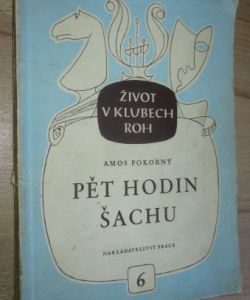 ŽIVOT
V KLUBECH
ROH
AMOS POKORNÝ
PĚT HODIN
ŠACHU
NAKLADATELSTVÍ PRÁCE
6